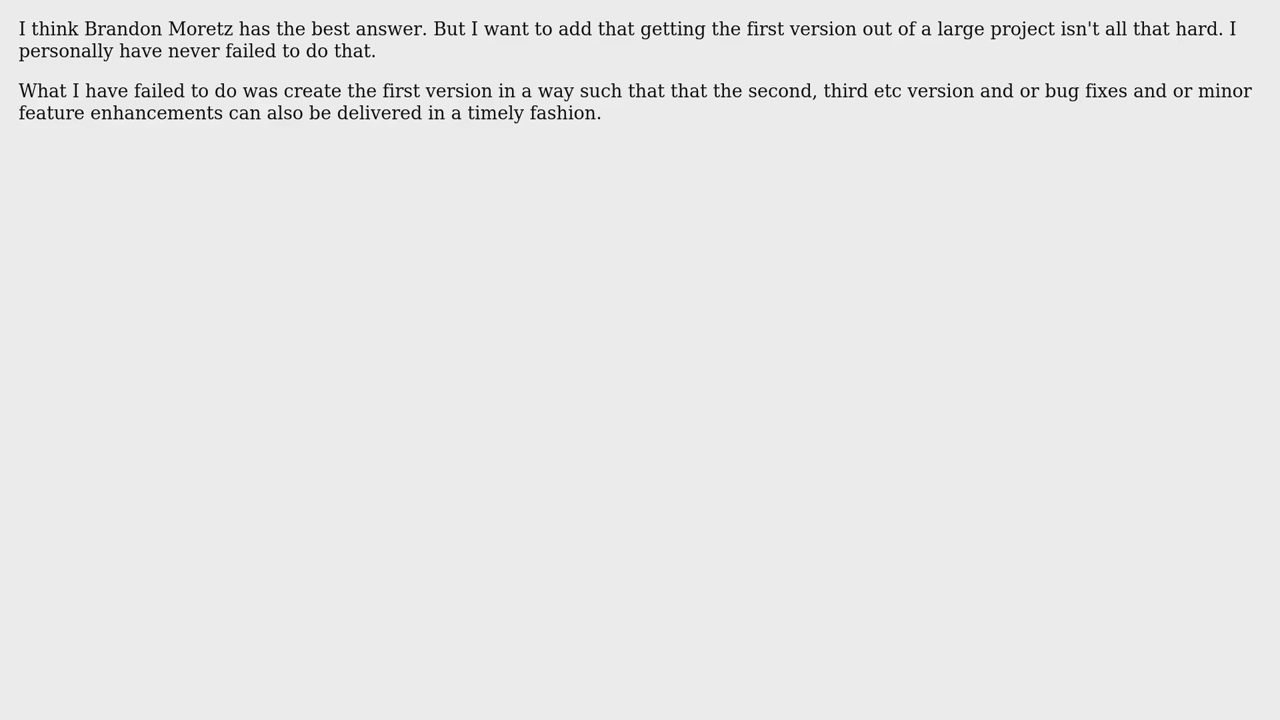 I think Brandon Moretz has the best answer. But I want to add that getting the first version out of a large project isn't all that hard. I
personally have never failed to do that.
What I have failed to do was create the first version in a way such that that the second, third etc version and or bug fixes and or minor
feature enhancements can also be delivered in a timely fashion.